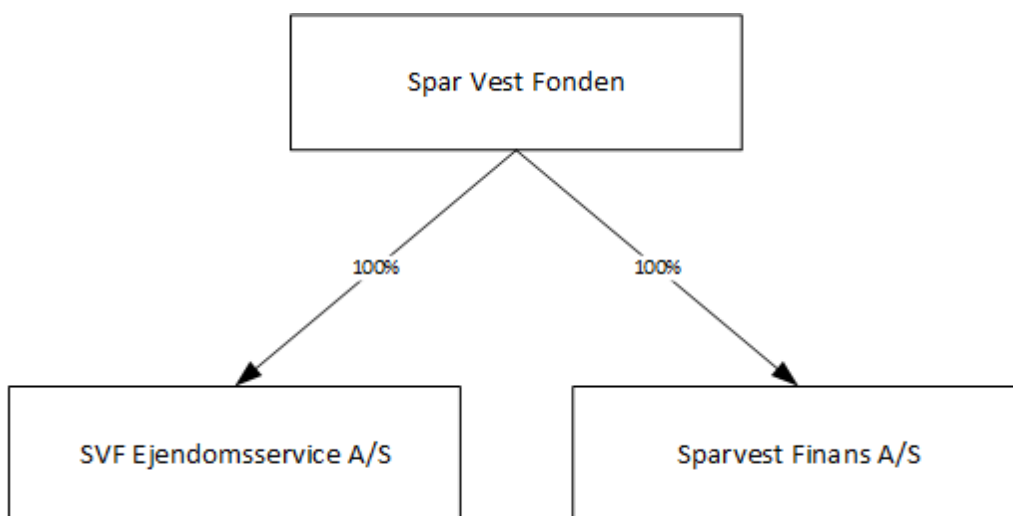 Spar Vest Fonden
100%
100%
SVF Ejendomsservice A/S
Sparvest Finans A/S